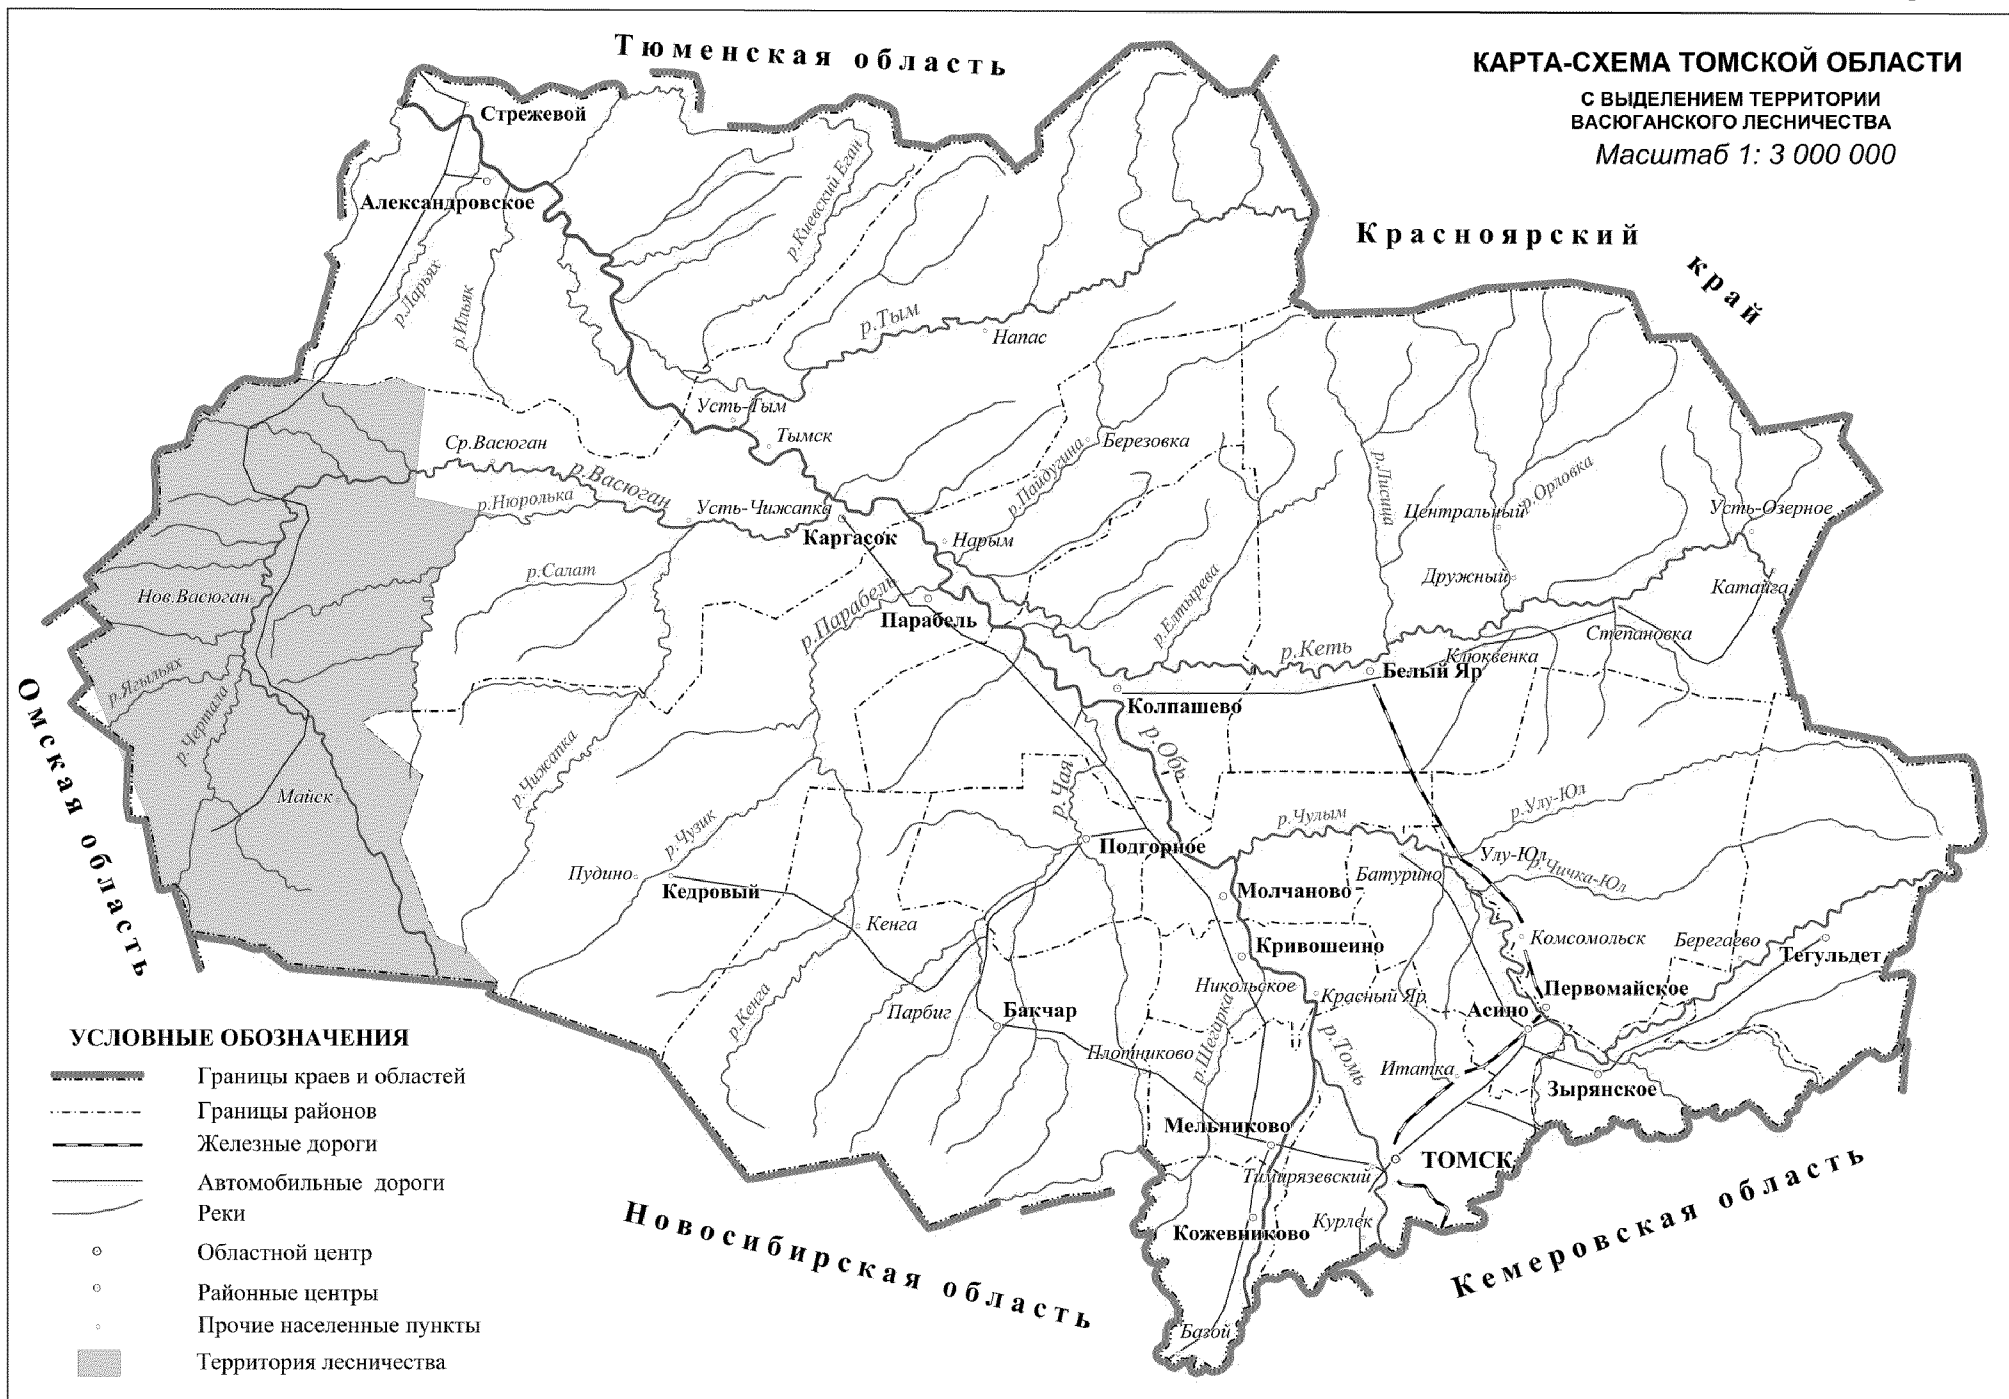 КАРТА-СХЕМА ТОМСКОЙ ОБЛАСТИ
С ВЫДЕЛЕНИЕМ ТЕРРИТОРИИ
ВАСЮГАНСКОГО ЛЕСНИЧЕСТВА
Масштаб 1: 3 000 000
Тюменская область
Красноярский край
Омская область
Новосибирская область
Кемеровская область
Стрежевой
Александровское
р.Киевский Еган
р.Ларьях
р.Ильяк
р.Тым
Напас
Усть-Тым
Тымск
Березовка
р.Пайдугина
р.Лисица
р.Орловка
Центральный
Усть-Озерное
Ср.Васюган
р.Васюган
р.Нюролька
Усть-Чижапка
Каргасок
Нарым
р.Салат
р.Парабель
Парабель
р.Елтырева
Дружный
Катайга
Степановка
Клюквенка
р.Кеть
Белый Яр
Колпашево
Нов.Васюган
р.Ягыльях
р.Чертала
Майск
р.Чижапка
р.Обь
р.Чая
р.Чузик
р.Чулым
р.Улу-Юл
Улу-Юл
р.Чичка-Юл
Подгорное
Батурино
Пудино
Кедровый
Молчаново
Кенга
Кривошеино
Комсомольск
Берегаево
Тегульдет
Никольское
Красный Яр
Первомайское
Асино
р.Кенга
Парбиг
Бакчар
Плотниково
р.Шегарка
р.Томь
Итатка
Зырянское
Мельниково
ТОМСК
Тимирязевский
Кожевниково
Курлек
Базой
УСЛОВНЫЕ ОБОЗНАЧЕНИЯ
Границы краев и областей
Границы районов
Железные дороги
Автомобильные дороги
Реки
Областной центр
Районные центры
Прочие населенные пункты
Территория лесничества